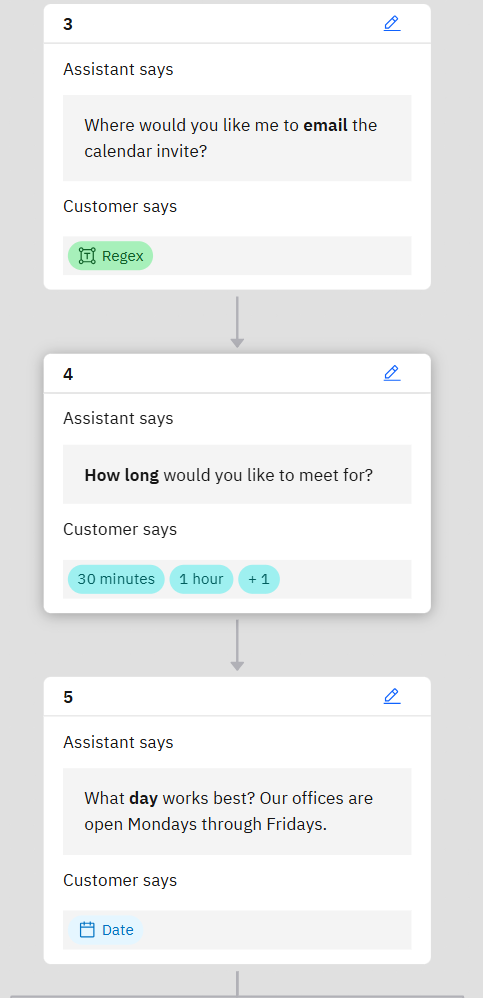 3
Assistant says
Where would you like me to email the
calendar invite?
Customer says
Regex
4
Assistant says
How long would you like to meet for?
Customer says
30 minutes 1 hour + 1
5
Assistant says
What day works best? Our offices are
open Mondays through Fridays.
Customer says
Date